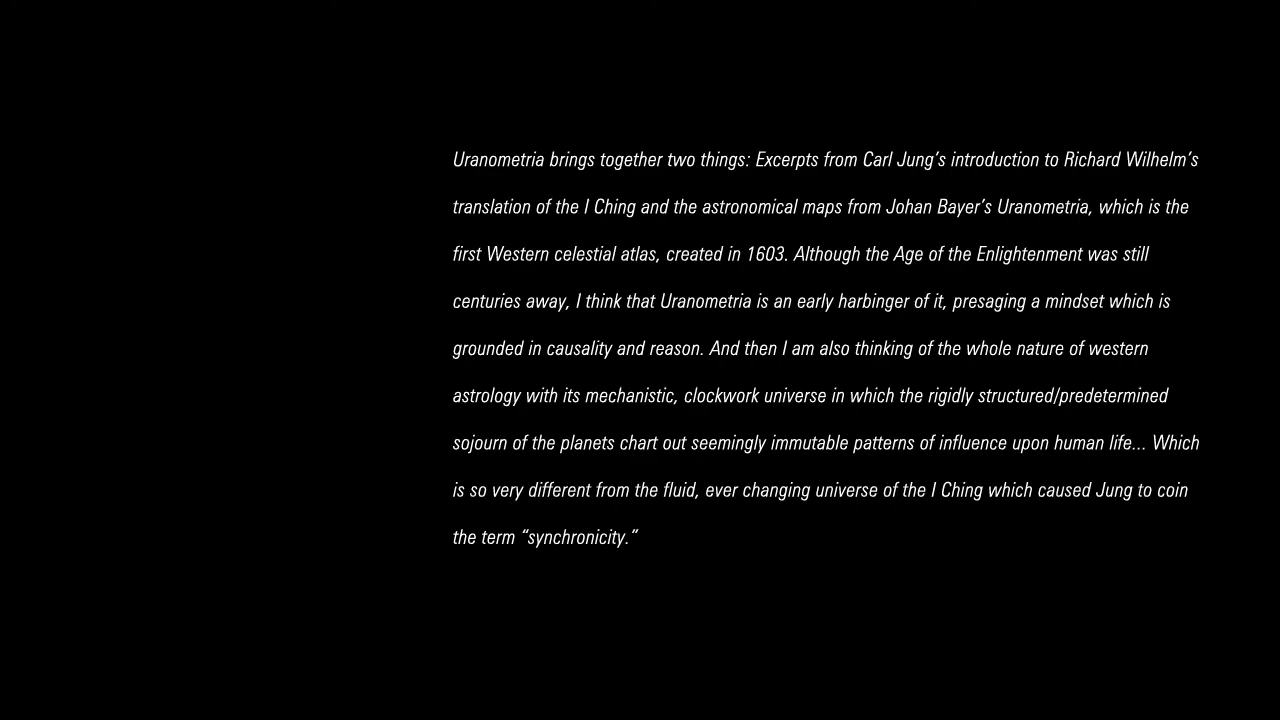 Uranometria brings together two things: Excerpts from Carl Jung’s introduction to Richard Wilhelm’s
translation of the I Ching and the astronomical maps from Johan Bayer’s Uranometria, which is the
first Western celestial atlas, created in 1603. Although the Age of the Enlightenment was still
centuries away, I think that Uranometria is an early harbinger of it, presaging a mindset which is
grounded in causality and reason. And then I am also thinking of the whole nature of western
astrology with its mechanistic, clockwork universe in which the rigidly structured/predetermined
sojourn of the planets chart out seemingly immutable patterns of influence upon human life... Which
is so very different from the fluid, ever changing universe of the I Ching which caused Jung to coin
the term “synchronicity.”